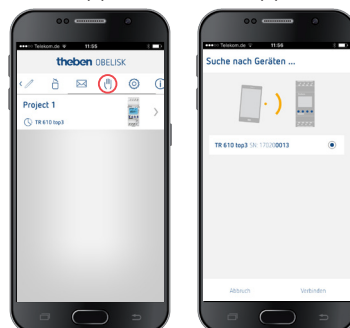 Telekom.de 11:55
theben OBELISK
Project 1
TR 610 top3
Telekom.de 11:56
Suche nach Geräten ...
TR 610 top3 SN: 170200013
Abbruch Verbinden